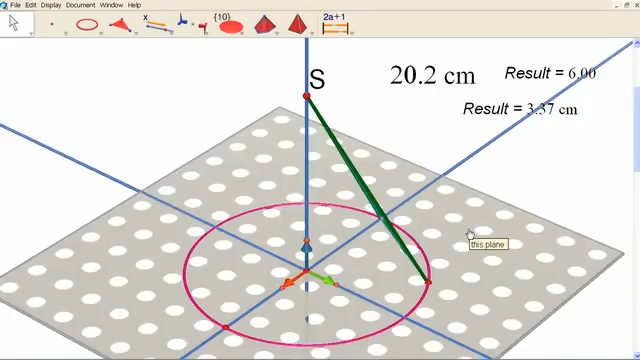 File Edit Display Document Window Help
x {10} 2a+1
S
20.2 cm
Result = 6,00
Result = 3.37 cm
this plane